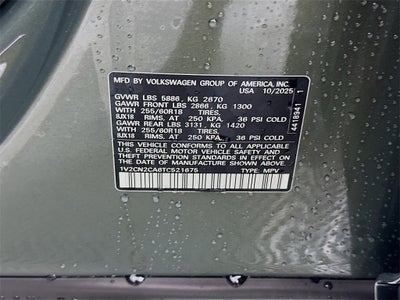 MFD BY VOLKSWAGEN GROUP OF AMERICA, INC.
USA 10/2025
GVWR LBS 5886, KG 2670
GAWR FRONT LBS 2866, KG 1300
WITH 255/60R18 TIRES,
8JX18 RIMS, AT 250 KPA, 36 PSI COLD
GAWR REAR LBS 3131, KG 1420
WITH 255/60R18 TIRES,
8JX18 RIMS, AT 250 KPA, 36 PSI COLD
THIS VEHICLE CONFORMS TO ALL APPLICABLE
U.S. FEDERAL MOTOR VEHICLE
SAFETY STANDARDS IN EFFECT ON THE
DATE OF MANUFACTURE SHOWN ABOVE.
1V2CN2CA6TC521675 TYPE: MPV
1